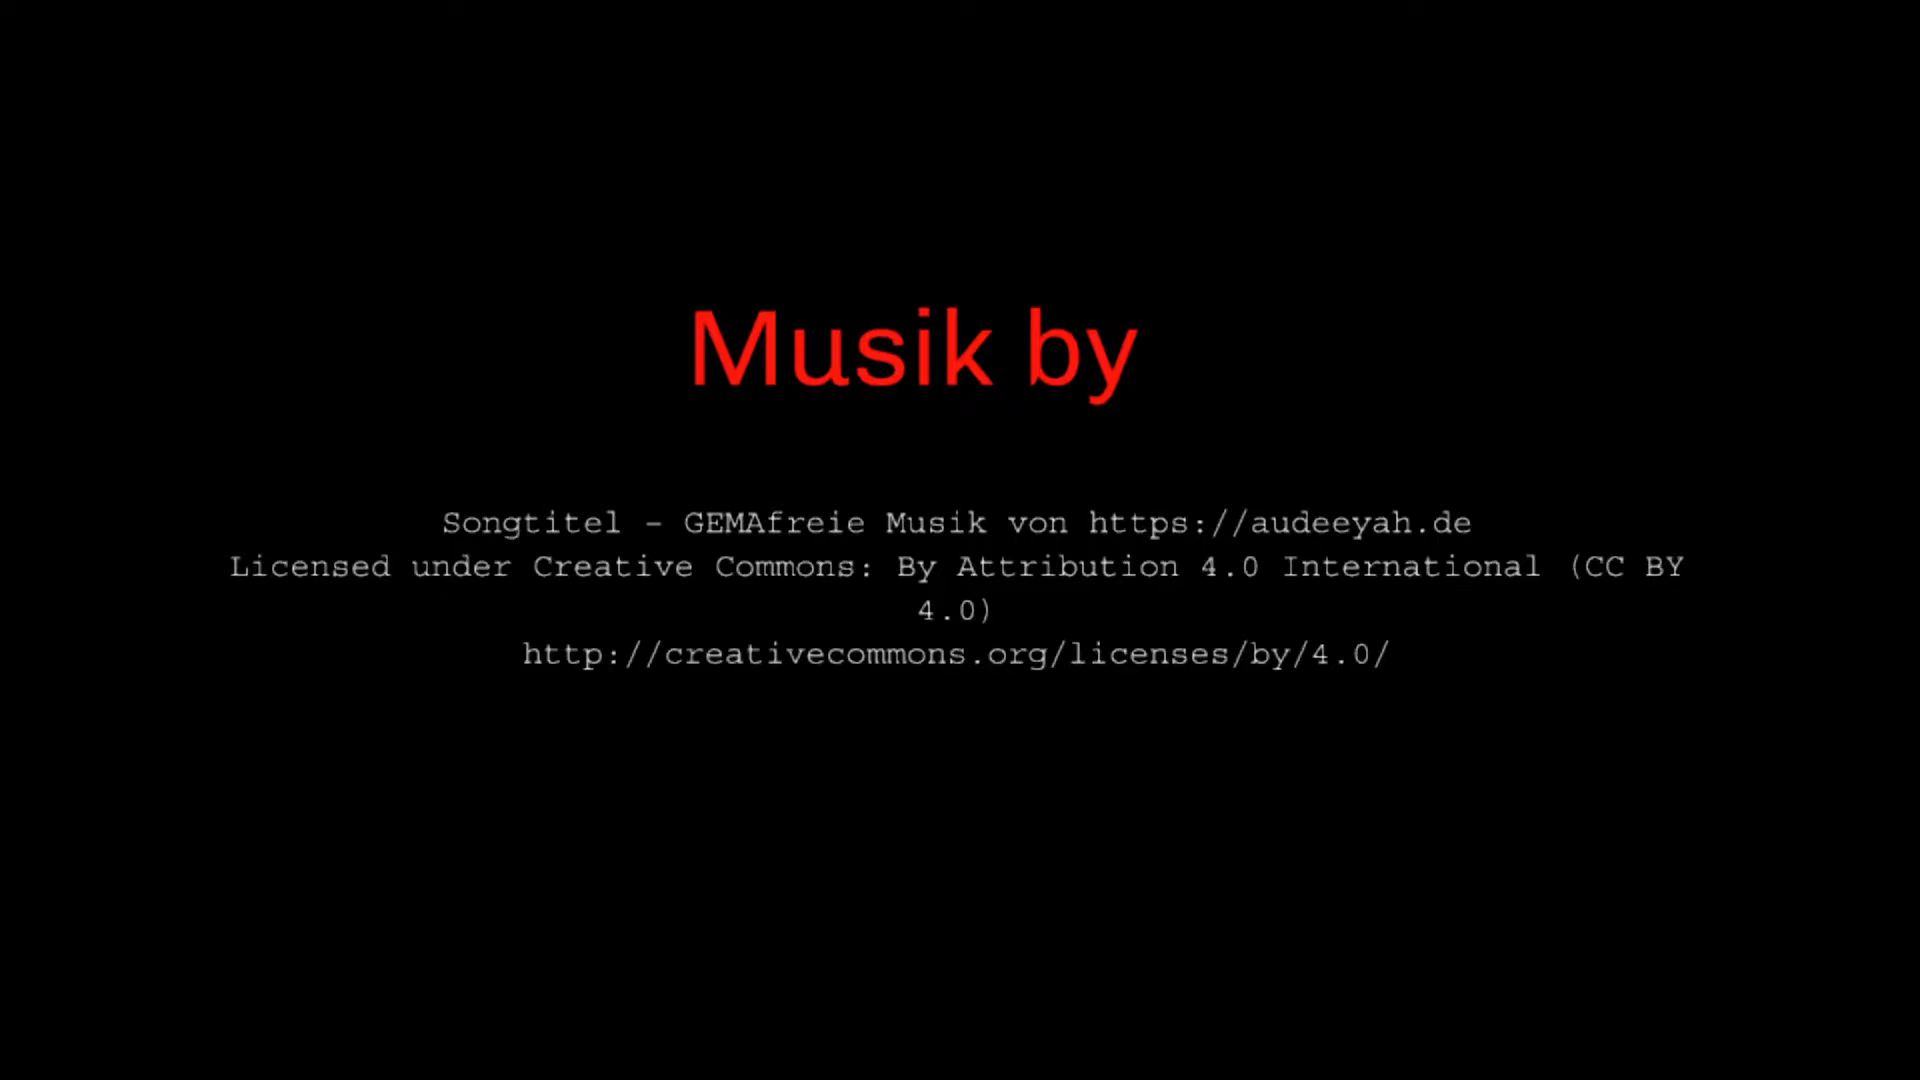 Musik by
Songtitel - GEMAfreie Musik von https://audeeyah.de
Licensed under Creative Commons: By Attribution 4.0 International (CC BY
4.0)
http://creativecommons.org/licenses/by/4.0/